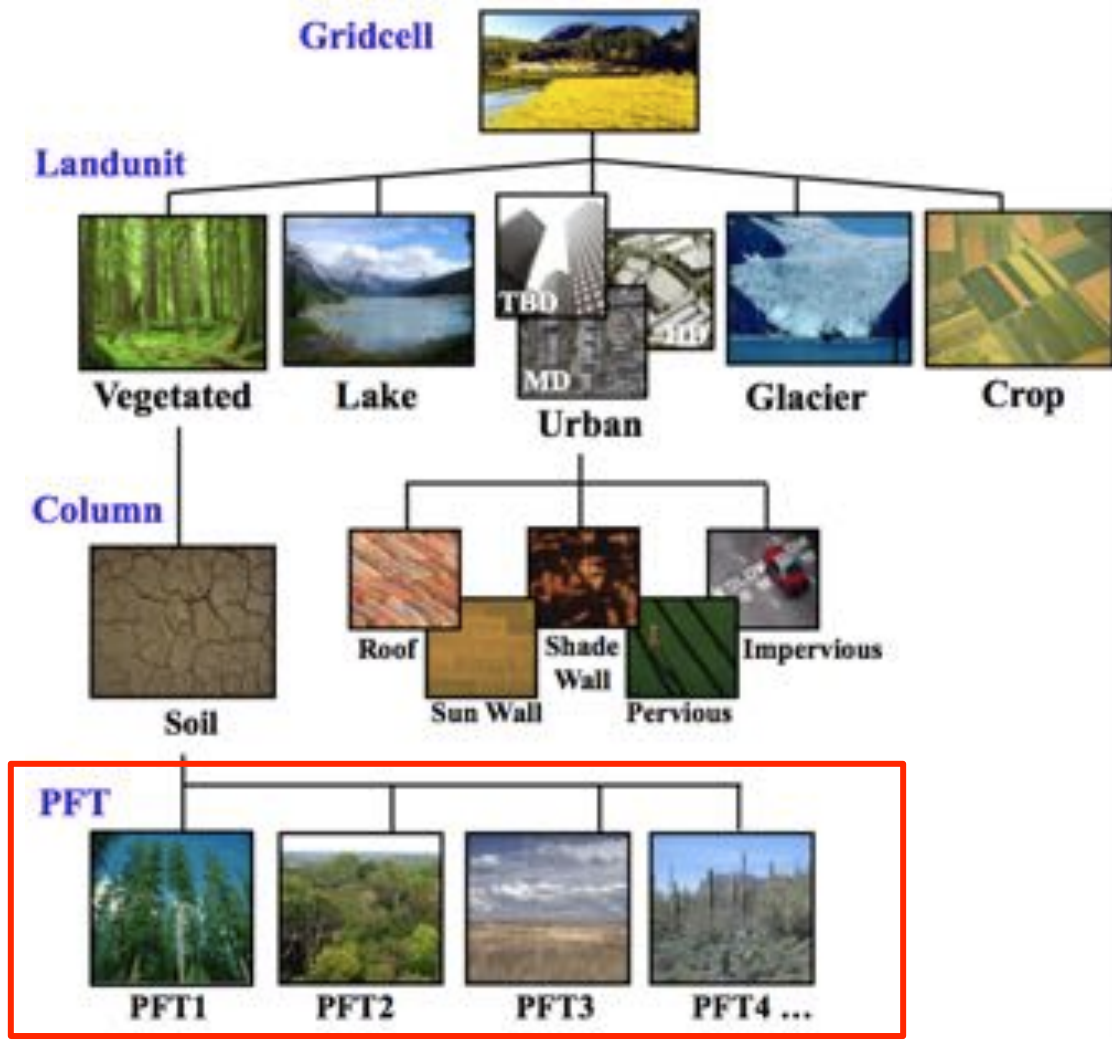 Gridcell
Landunit
TBD
HD
MD
Vegetated
Lake
Urban
Glacier
Crop
Column
Roof
Sun Wall
Shade
Wall
Pervious
Impervious
Soil
PFT
PFT1
PFT2
PFT3
PFT4 ...